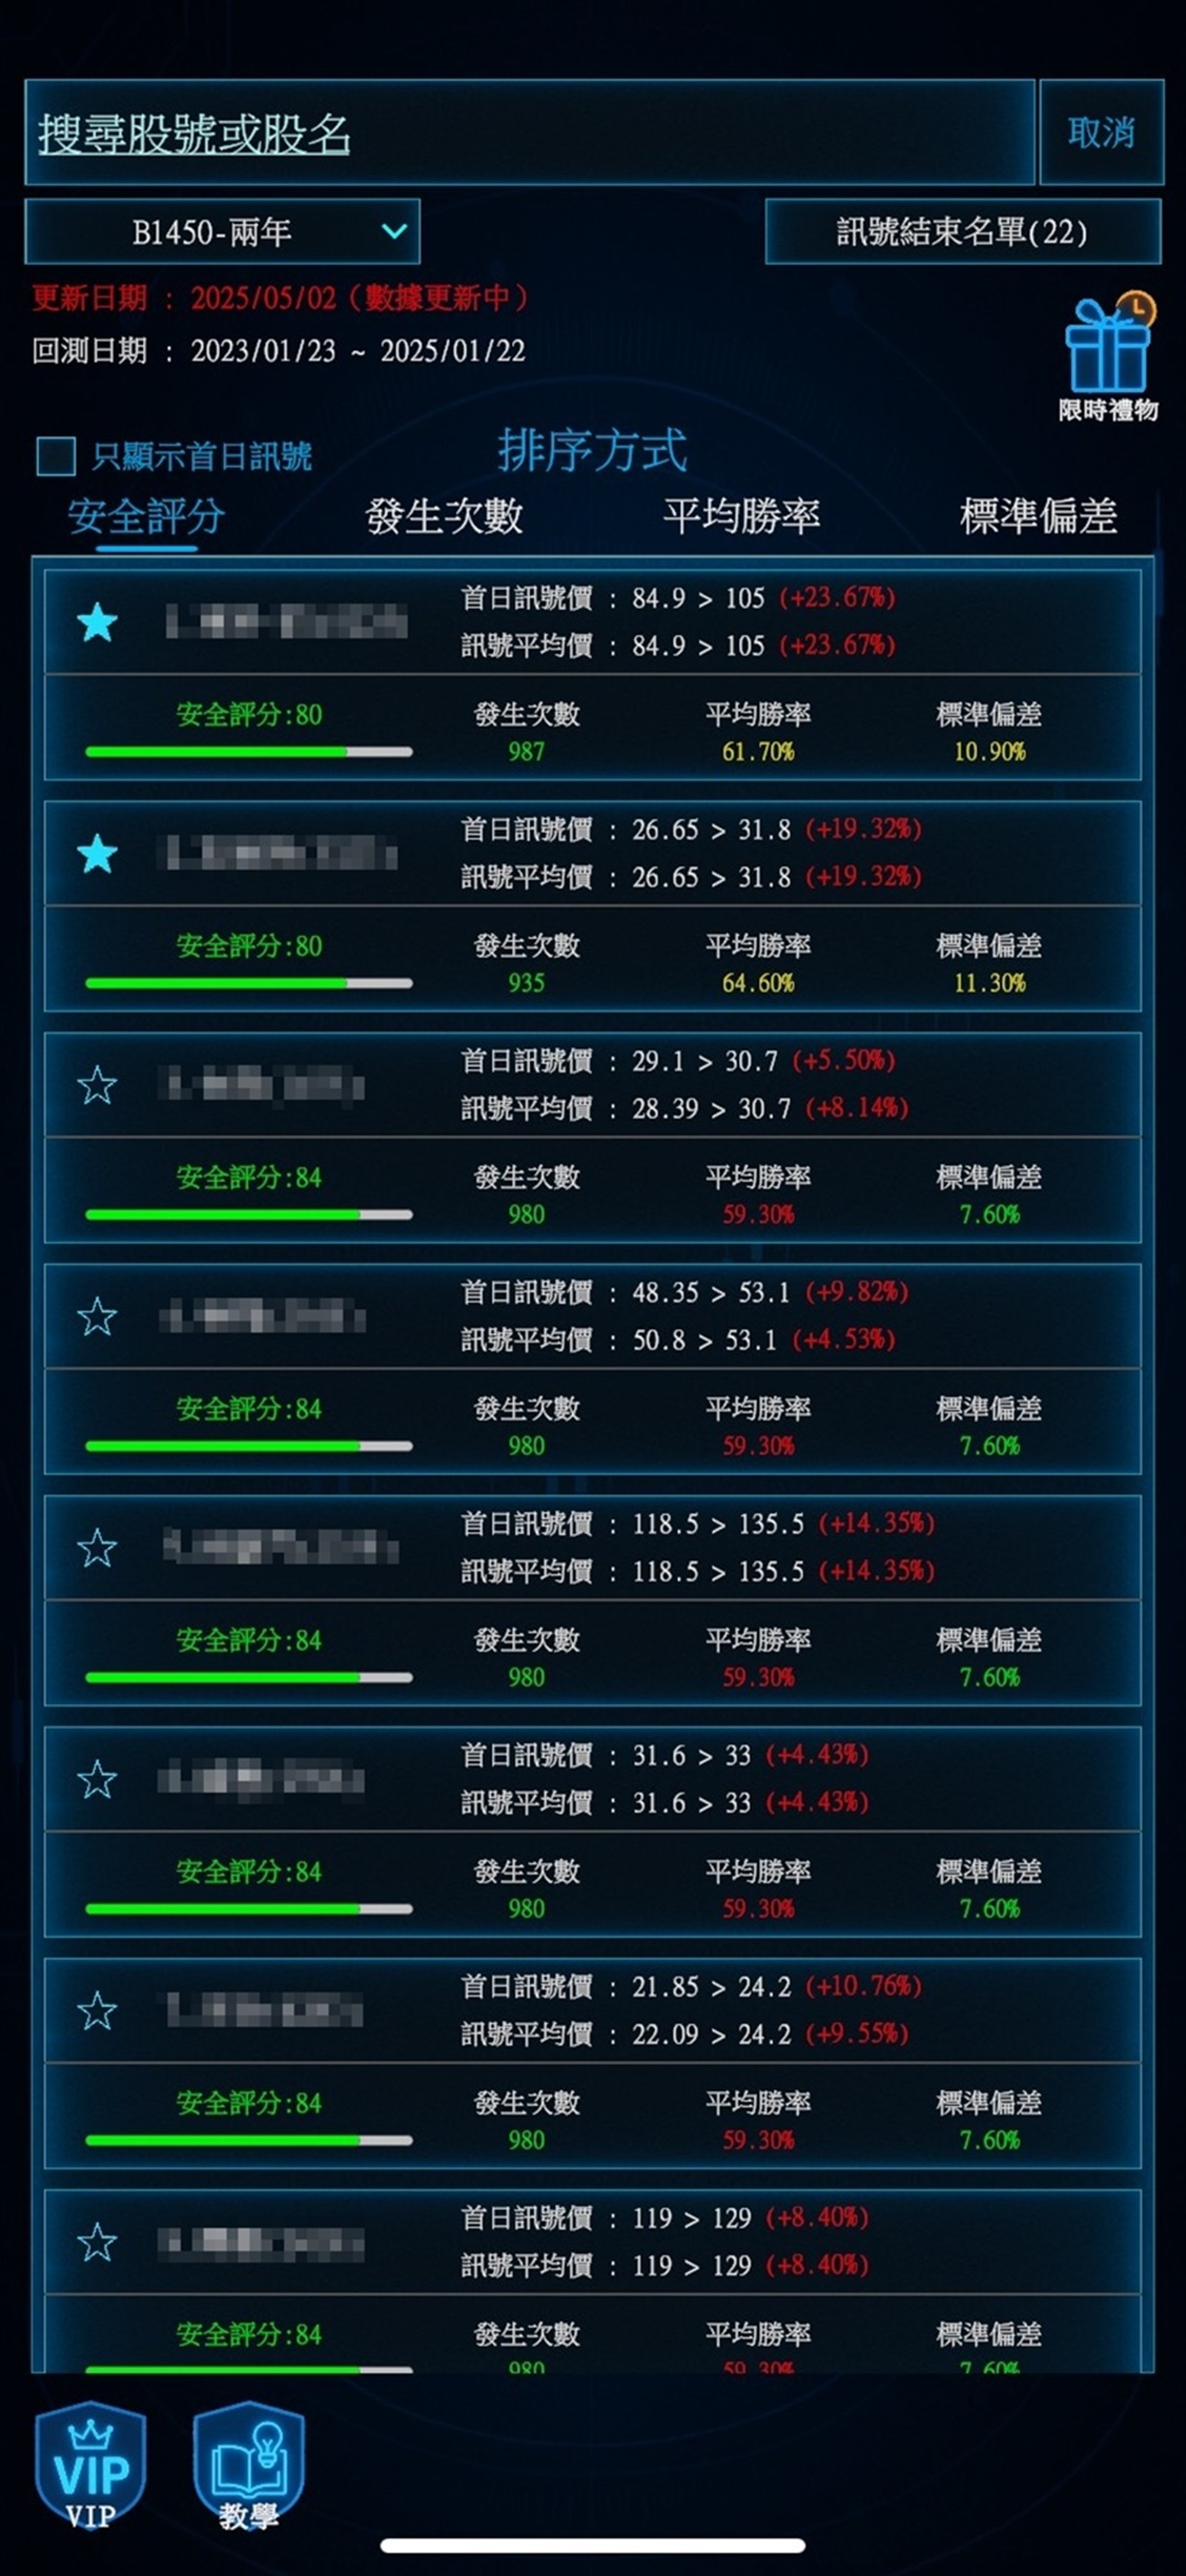 搜尋股號或股名
取消
B1450-兩年
訊號結束名單(22)
更新日期 : 2025/05/02(數據更新中)
回測日期 : 2023/01/23 ~ 2025/01/22
限時禮物
只顯示首日訊號
排序方式
安全評分 發生次數 平均勝率 標準偏差
首日訊號價 : 84.9 > 105 (+23.67%)
訊號平均價 : 84.9 > 105 (+23.67%)
安全評分:80 發生次數 平均勝率 標準偏差
987 61.70% 10.90%
首日訊號價 : 26.65 > 31.8 (+19.32%)
訊號平均價 : 26.65 > 31.8 (+19.32%)
安全評分:80 發生次數 平均勝率 標準偏差
935 64.60% 11.30%
首日訊號價 : 29.1 > 30.7 (+5.50%)
訊號平均價 : 28.39 > 30.7 (+8.14%)
安全評分:84 發生次數 平均勝率 標準偏差
980 59.30% 7.60%
首日訊號價 : 48.35 > 53.1 (+9.82%)
訊號平均價 : 50.8 > 53.1 (+4.53%)
安全評分:84 發生次數 平均勝率 標準偏差
980 59.30% 7.60%
首日訊號價 : 118.5 > 135.5 (+14.35%)
訊號平均價 : 118.5 > 135.5 (+14.35%)
安全評分:84 發生次數 平均勝率 標準偏差
980 59.30% 7.60%
首日訊號價 : 31.6 > 33 (+4.43%)
訊號平均價 : 31.6 > 33 (+4.43%)
安全評分:84 發生次數 平均勝率 標準偏差
980 59.30% 7.60%
首日訊號價 : 21.85 > 24.2 (+10.76%)
訊號平均價 : 22.09 > 24.2 (+9.55%)
安全評分:84 發生次數 平均勝率 標準偏差
980 59.30% 7.60%
首日訊號價 : 119 > 129 (+8.40%)
訊號平均價 : 119 > 129 (+8.40%)
安全評分:84 發生次數 平均勝率 標準偏差
980 59.30% 7.60%
VIP
VIP
教學